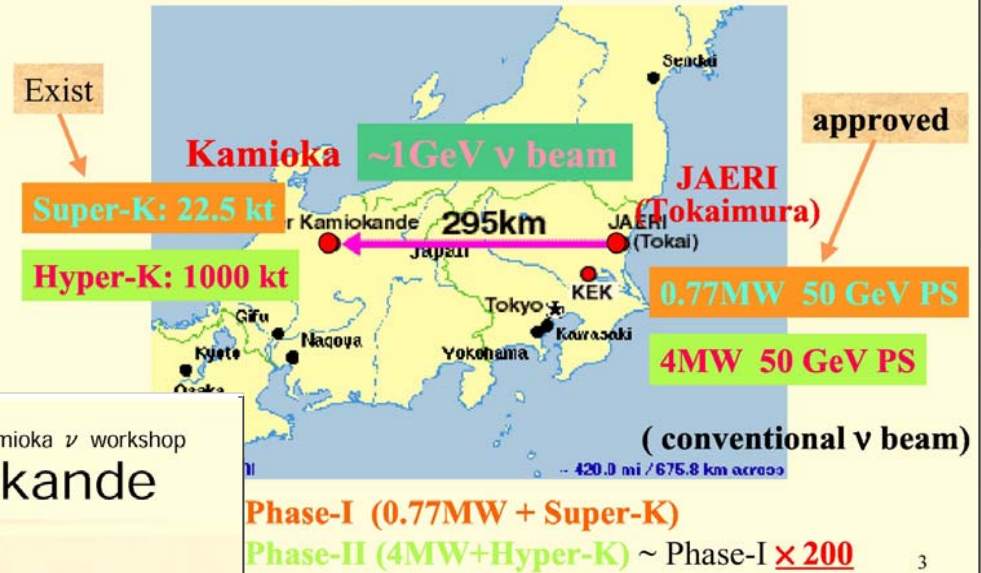 Exist
Sendai
approved
Kamioka
~1GeV ν beam
JAERI
(Tokaimura)
Super-K: 22.5 kt
r Kamiokande
295km
JAERI
(Tokai)
Japan
Hyper-K: 1000 kt
KEK
0.77MW 50 GeV PS
Tokyo
Gifu
Nagoya
Kawasaki
Yokohama
Kyoto
Osaka
4MW 50 GeV PS
mioka ν workshop
kande
( conventional ν beam)
~ 420.0 mi / 675.8 km across
Phase-I (0.77MW + Super-K)
Phase-II (4MW+Hyper-K) ~ Phase-I × 200
3